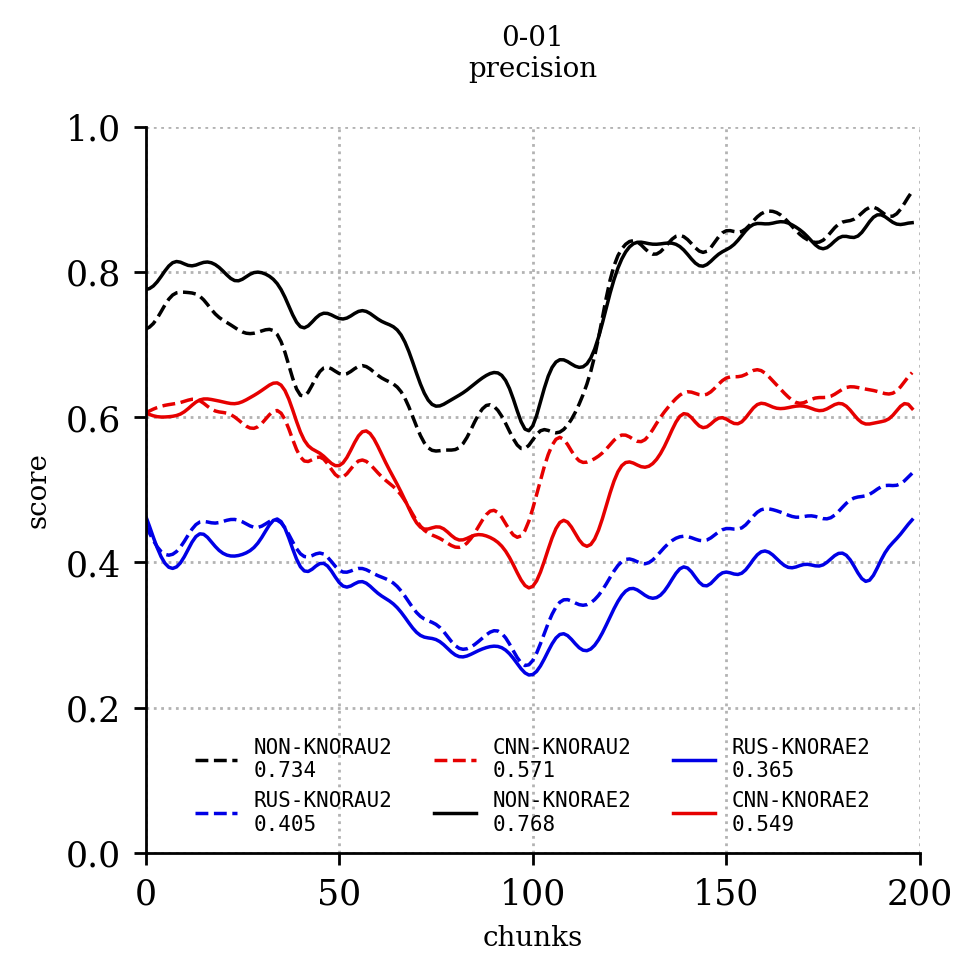 0-01
precision
1.0
0.8
0.6
0.4
0.2
0.0
score
NON-KNORAU2
0.734
RUS-KNORAU2
0.405
CNN-KNORAU2
0.571
NON-KNORAE2
0.768
RUS-KNORAE2
0.365
CNN-KNORAE2
0.549
0 50 100 150 200
chunks